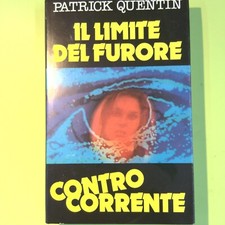 PATRICK QUENTIN
IL LIMITE
DEL FURORE
CONTRO
CORRENTE